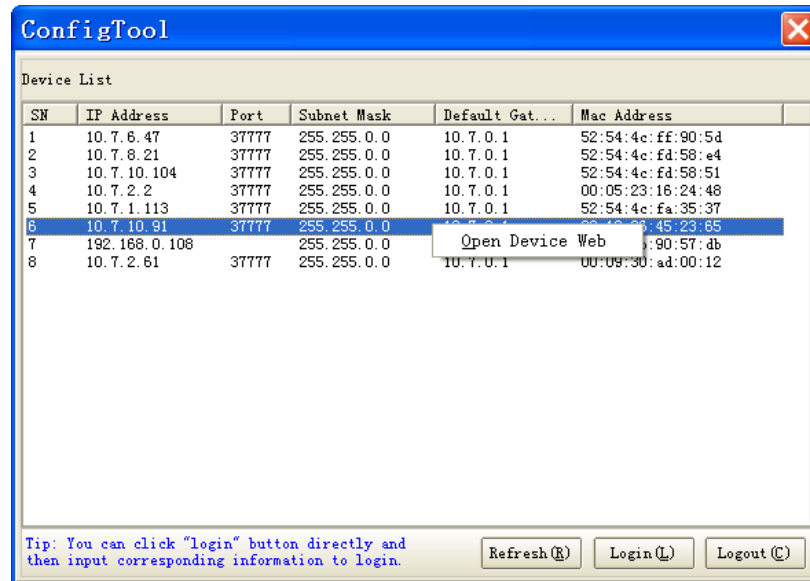 ConfigTool
Device List
SN IP Address Port Subnet Mask Default Gat... Mac Address
1 10.7.6.47 37777 255.255.0.0 10.7.0.1 52:54:4c:ff:90:5d
2 10.7.8.21 37777 255.255.0.0 10.7.0.1 52:54:4c:fd:58:e4
3 10.7.10.104 37777 255.255.0.0 10.7.0.1 52:54:4c:fd:58:51
4 10.7.2.2 37777 255.255.0.0 10.7.0.1 00:05:23:16:24:48
5 10.7.1.113 37777 255.255.0.0 10.7.0.1 52:54:4c:fa:35:37
6 10.7.10.91 37777 255.255.0.0 :45:23:65
Open Device Web
7 192.168.0.108 255.255.0.0 :90:57:db
8 10.7.2.61 37777 255.255.0.0 10.7.0.1 00:09:30:ad:00:12
Tip: You can click "login" button directly and
then input corresponding information to login.
Refresh(R) Login(L) Logout(C)